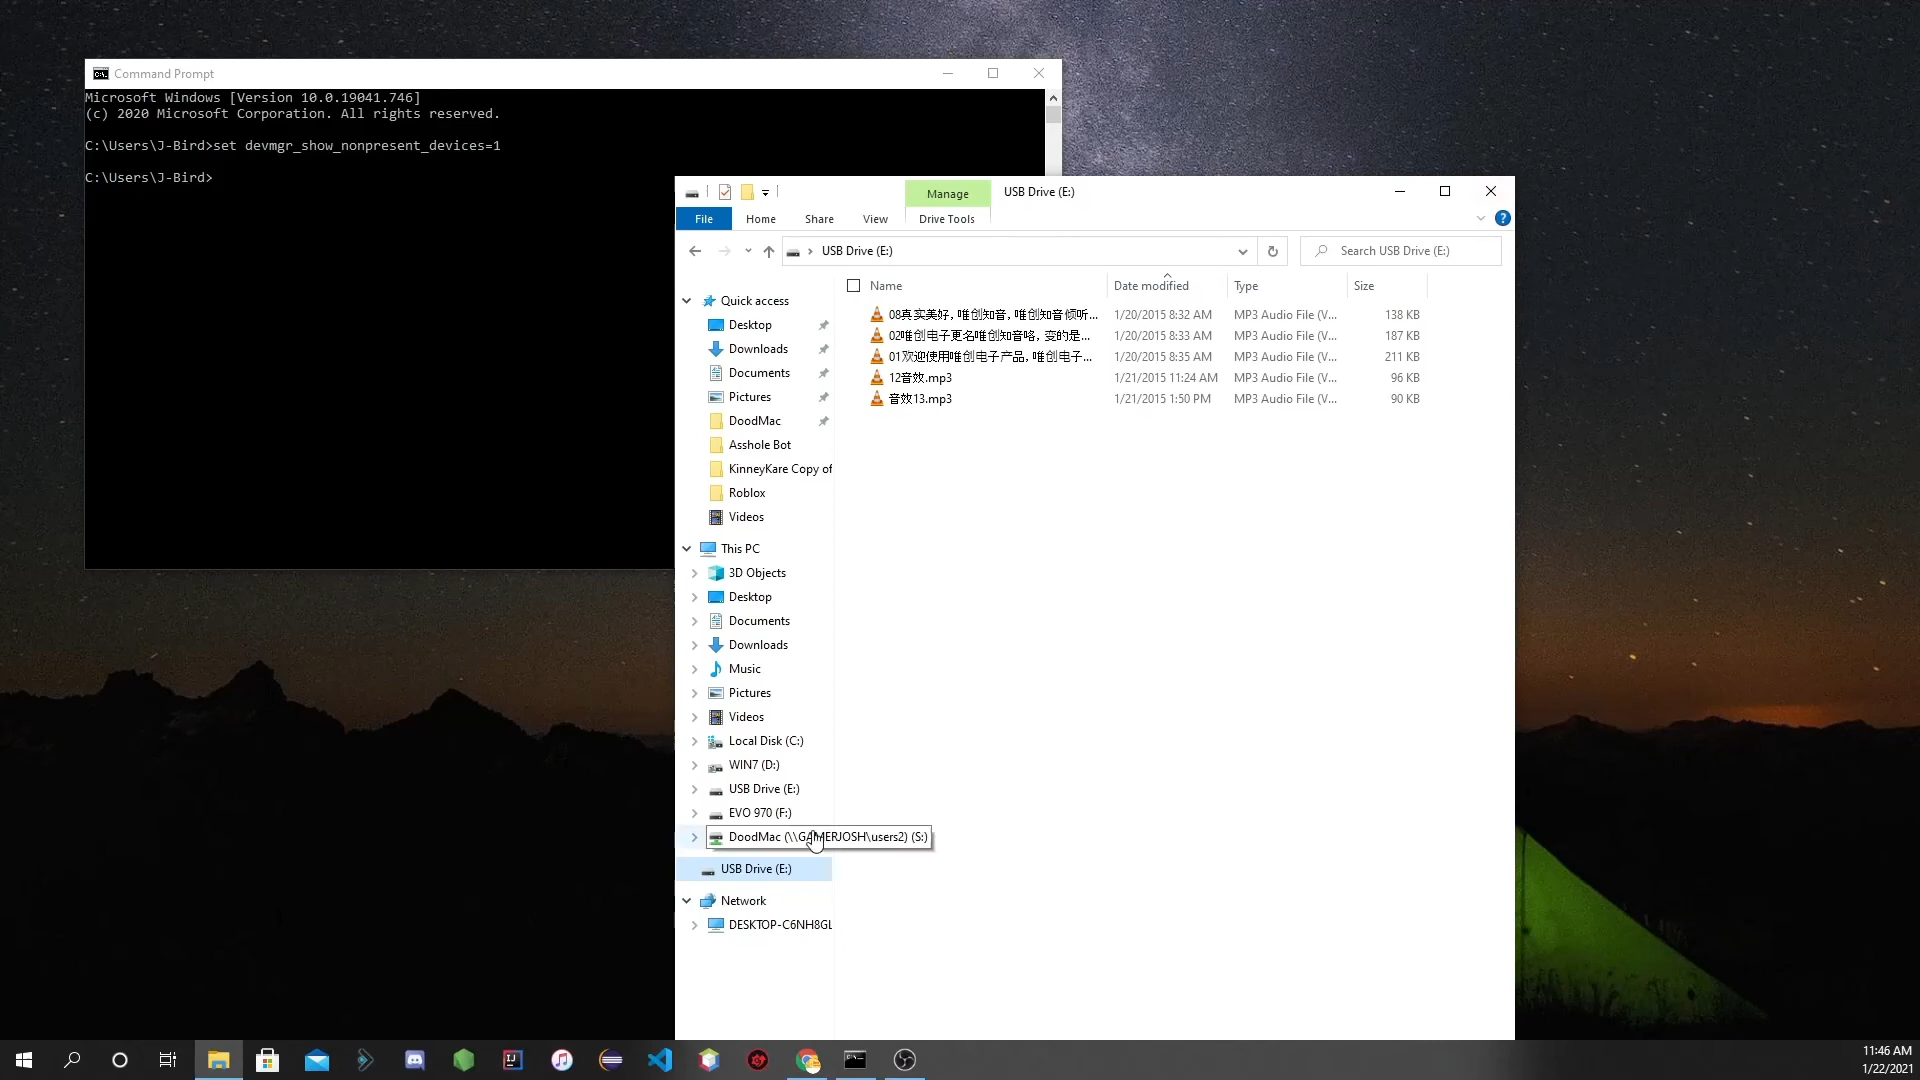 Command Prompt
Microsoft Windows [Version 10.0.19041.746]
(c) 2020 Microsoft Corporation. All rights reserved.
C:\Users\J-Bird>set devmgr_show_nonpresent_devices=1
C:\Users\J-Bird>
Manage
USB Drive (E:)
File
Home
Share
View
Drive Tools
USB Drive (E:)
Search USB Drive (E:)
Name
Date modified
Type
Size
08真实美好，唯创知音，唯创知音倾听... 1/20/2015 8:32 AM MP3 Audio File (V... 138 KB
02唯创电子更名唯创知音咯，变的是... 1/20/2015 8:33 AM MP3 Audio File (V... 187 KB
01欢迎使用唯创电子产品，唯创电子... 1/20/2015 8:35 AM MP3 Audio File (V... 211 KB
12音效.mp3 1/21/2015 11:24 AM MP3 Audio File (V... 96 KB
音效13.mp3 1/21/2015 1:50 PM MP3 Audio File (V... 90 KB
Quick access
Desktop
Downloads
Documents
Pictures
DoodMac
Asshole Bot
KinneyKare Copy of
Roblox
Videos
This PC
3D Objects
Desktop
Documents
Downloads
Music
Pictures
Videos
Local Disk (C:)
WIN7 (D:)
USB Drive (E:)
EVO 970 (F:)
DoodMac (\\GAMERJOSH\users2) (S:)
USB Drive (E:)
Network
DESKTOP-C6NH8GL
11:46 AM
1/22/2021